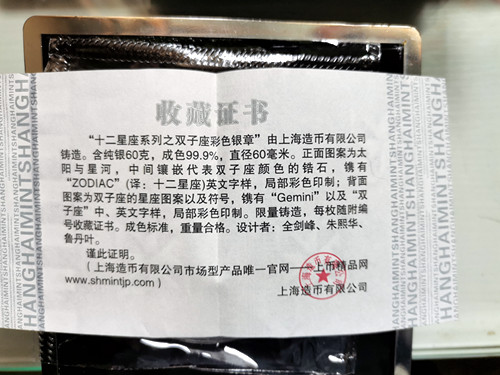 收藏证书
“十二星座系列之双子座彩色银章”由上海造币有限公司
铸造。含纯银60克，成色99.9%，直径60毫米。正面图案为太
阳与星河，中间镶嵌代表双子座颜色的锆石，镌有
“ZODIAC”（译：十二星座）英文字样，局部彩色印制；背面
图案为双子座的星座图案以及符号，镌有“Gemini”以及“双
子座”中、英文字样，局部彩色印制。限量铸造，每枚随附编
号收藏证书。成色标准，重量合格。设计者：全剑峰、朱熙华、
鲁丹叶。
谨此证明。
（上海造币有限公司市场型产品唯一官网——上币精品网
www.shmintjp.com）
上海造币有限公司
SHANGHAIMINTSHANGHAIMINTSHANGHAI
SHANGHAIMINTSHANGHAIMINTSHANG